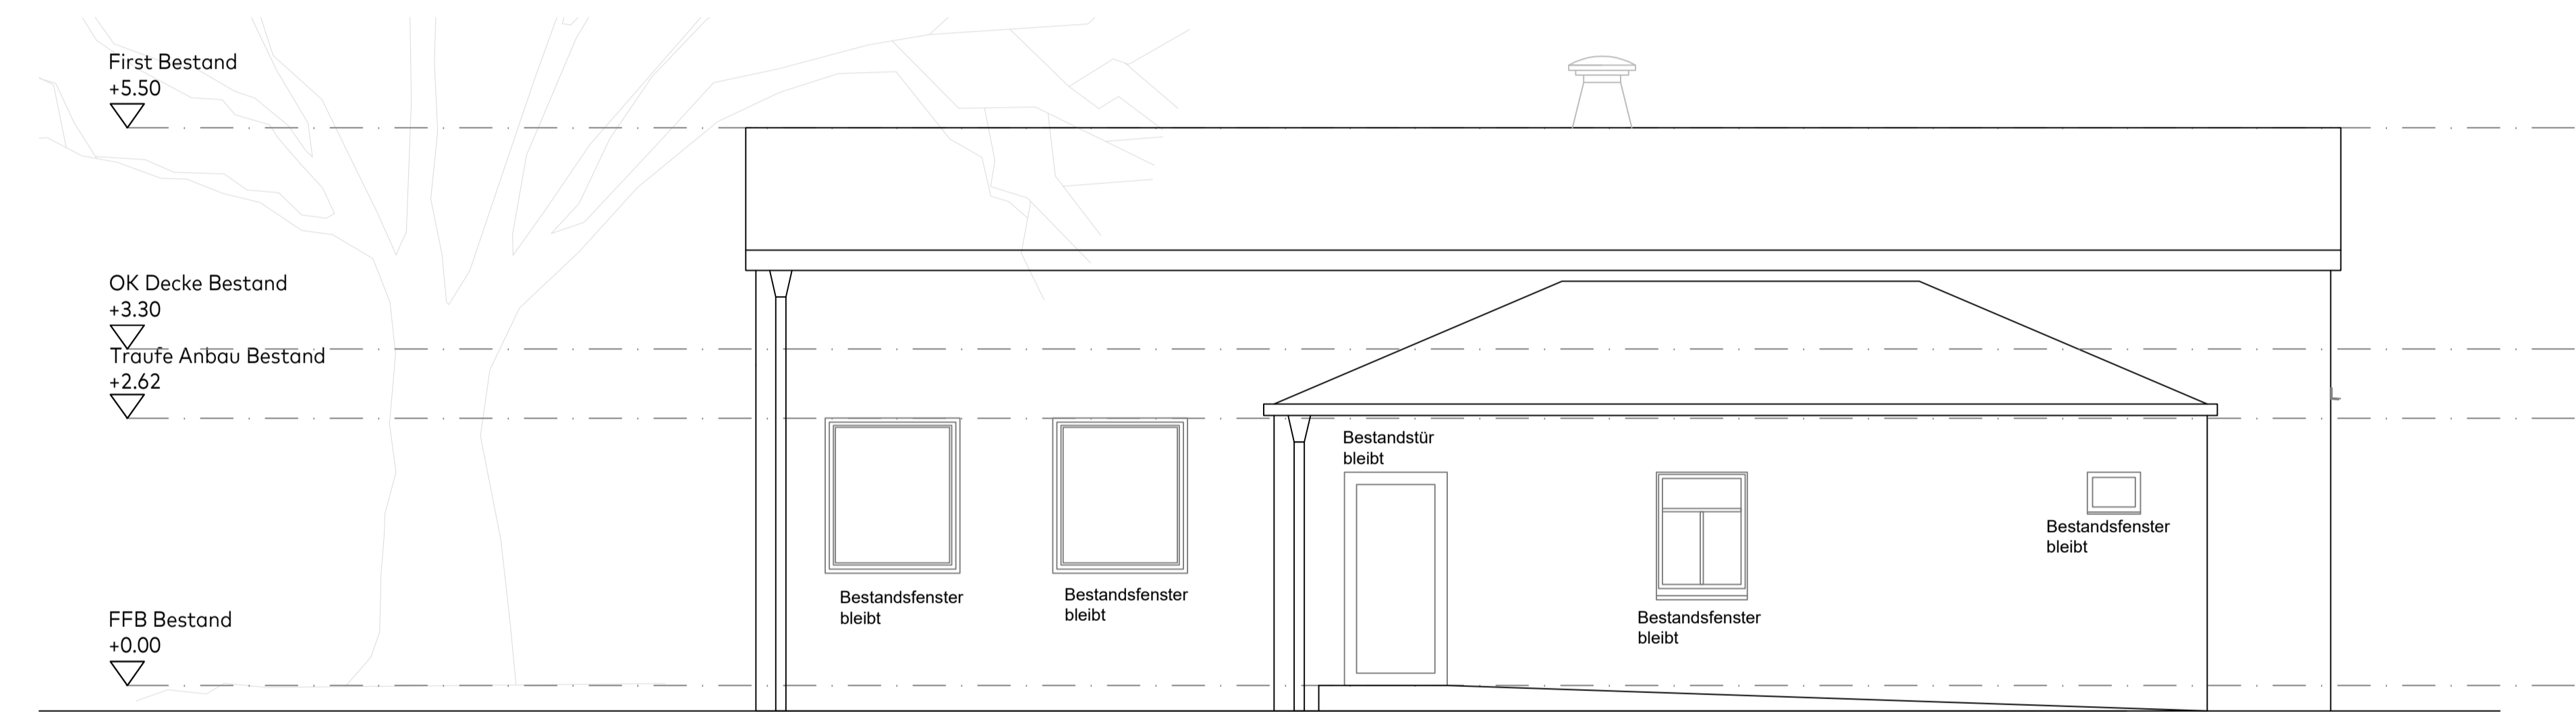 First Bestand
+5.50
OK Decke Bestand
+3.30
Traufe Anbau Bestand
+2.62
Bestandstür
bleibt
Bestandsfenster
bleibt
Bestandsfenster
bleibt
Bestandsfenster
bleibt
Bestandsfenster
bleibt
FFB Bestand
+0.00